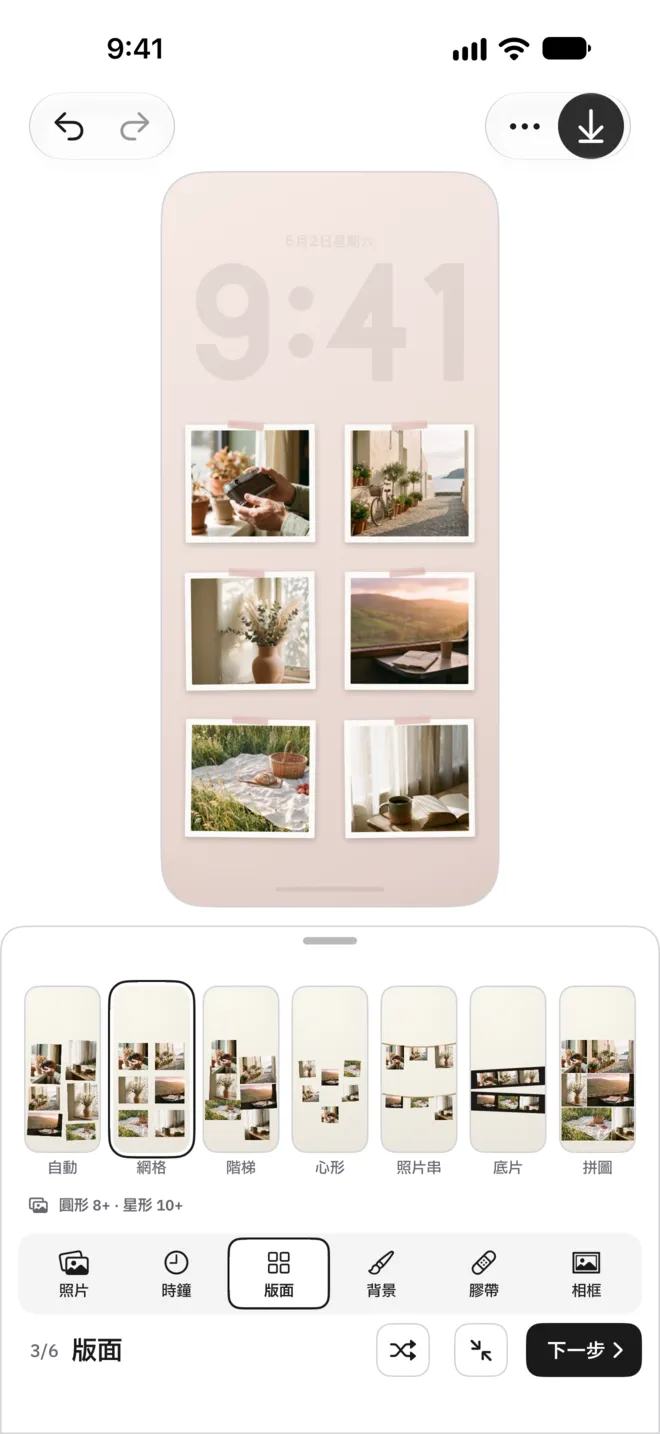 9:41
5月2日星期六
9:41
自動
網格
階梯
心形
照片串
底片
拼圖
圓形 8+ · 星形 10+
照片
時鐘
版面
背景
膠帶
相框
3/6 版面
下一步